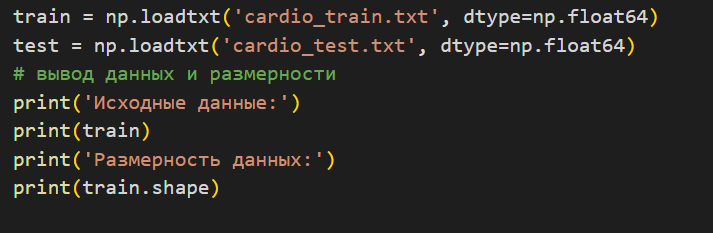 train = np.loadtxt('cardio_train.txt', dtype=np.float64)
test = np.loadtxt('cardio_test.txt', dtype=np.float64)
# вывод данных и размерности
print('Исходные данные:')
print(train)
print('Размерность данных:')
print(train.shape)